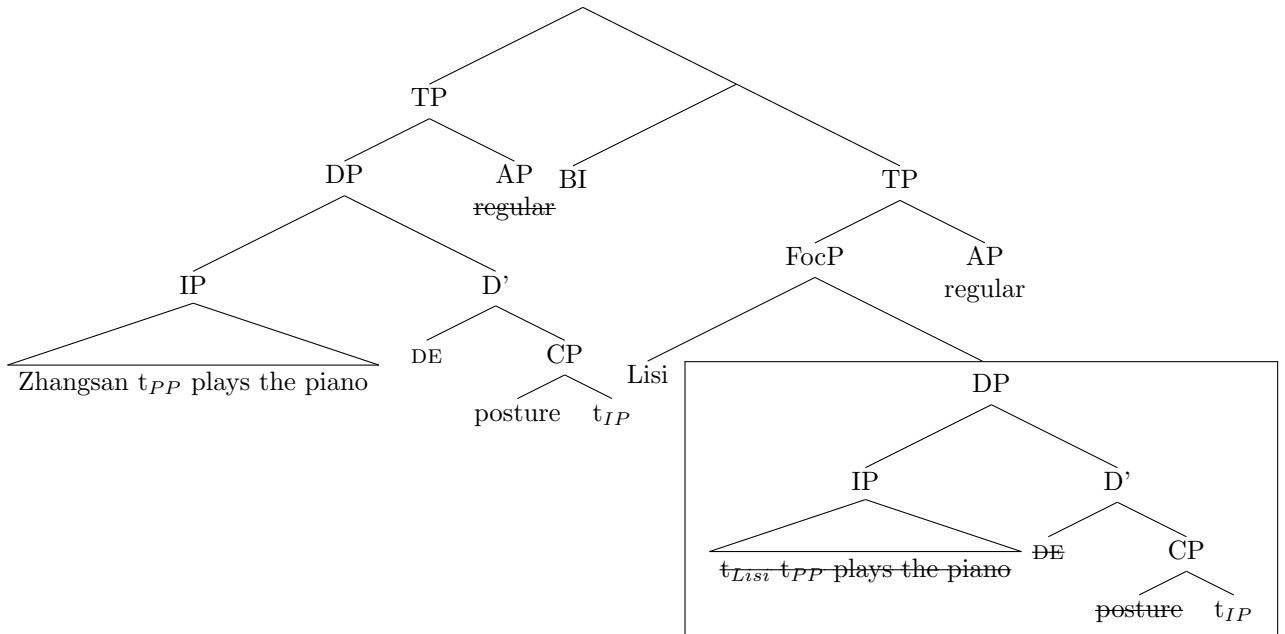 TP
DP AP BI TP
regular
FocP AP
IP D’ regular
DE CP
Zhangsan t_PP plays the piano Lisi DP
posture t_IP
IP D’
DE CP
t_Lisi t_PP plays the piano
posture t_IP